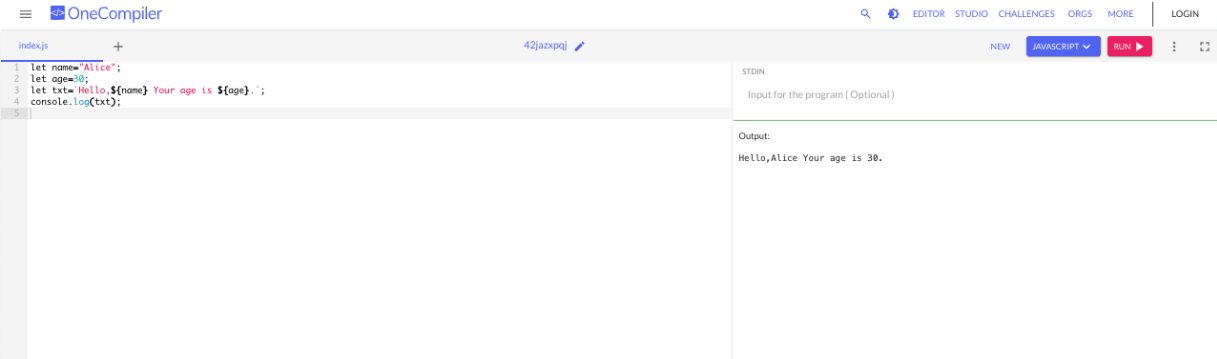 OneCompiler
EDITOR STUDIO CHALLENGES ORGS MORE LOGIN
index.js + 42jazxpqj NEW JAVASCRIPT RUN
1 let name="Alice";
2 let age=30;
3 let txt=`Hello,${name} Your age is ${age}.`;
4 console.log(txt);
5
STDIN
Input for the program ( Optional )
Output:
Hello,Alice Your age is 30.